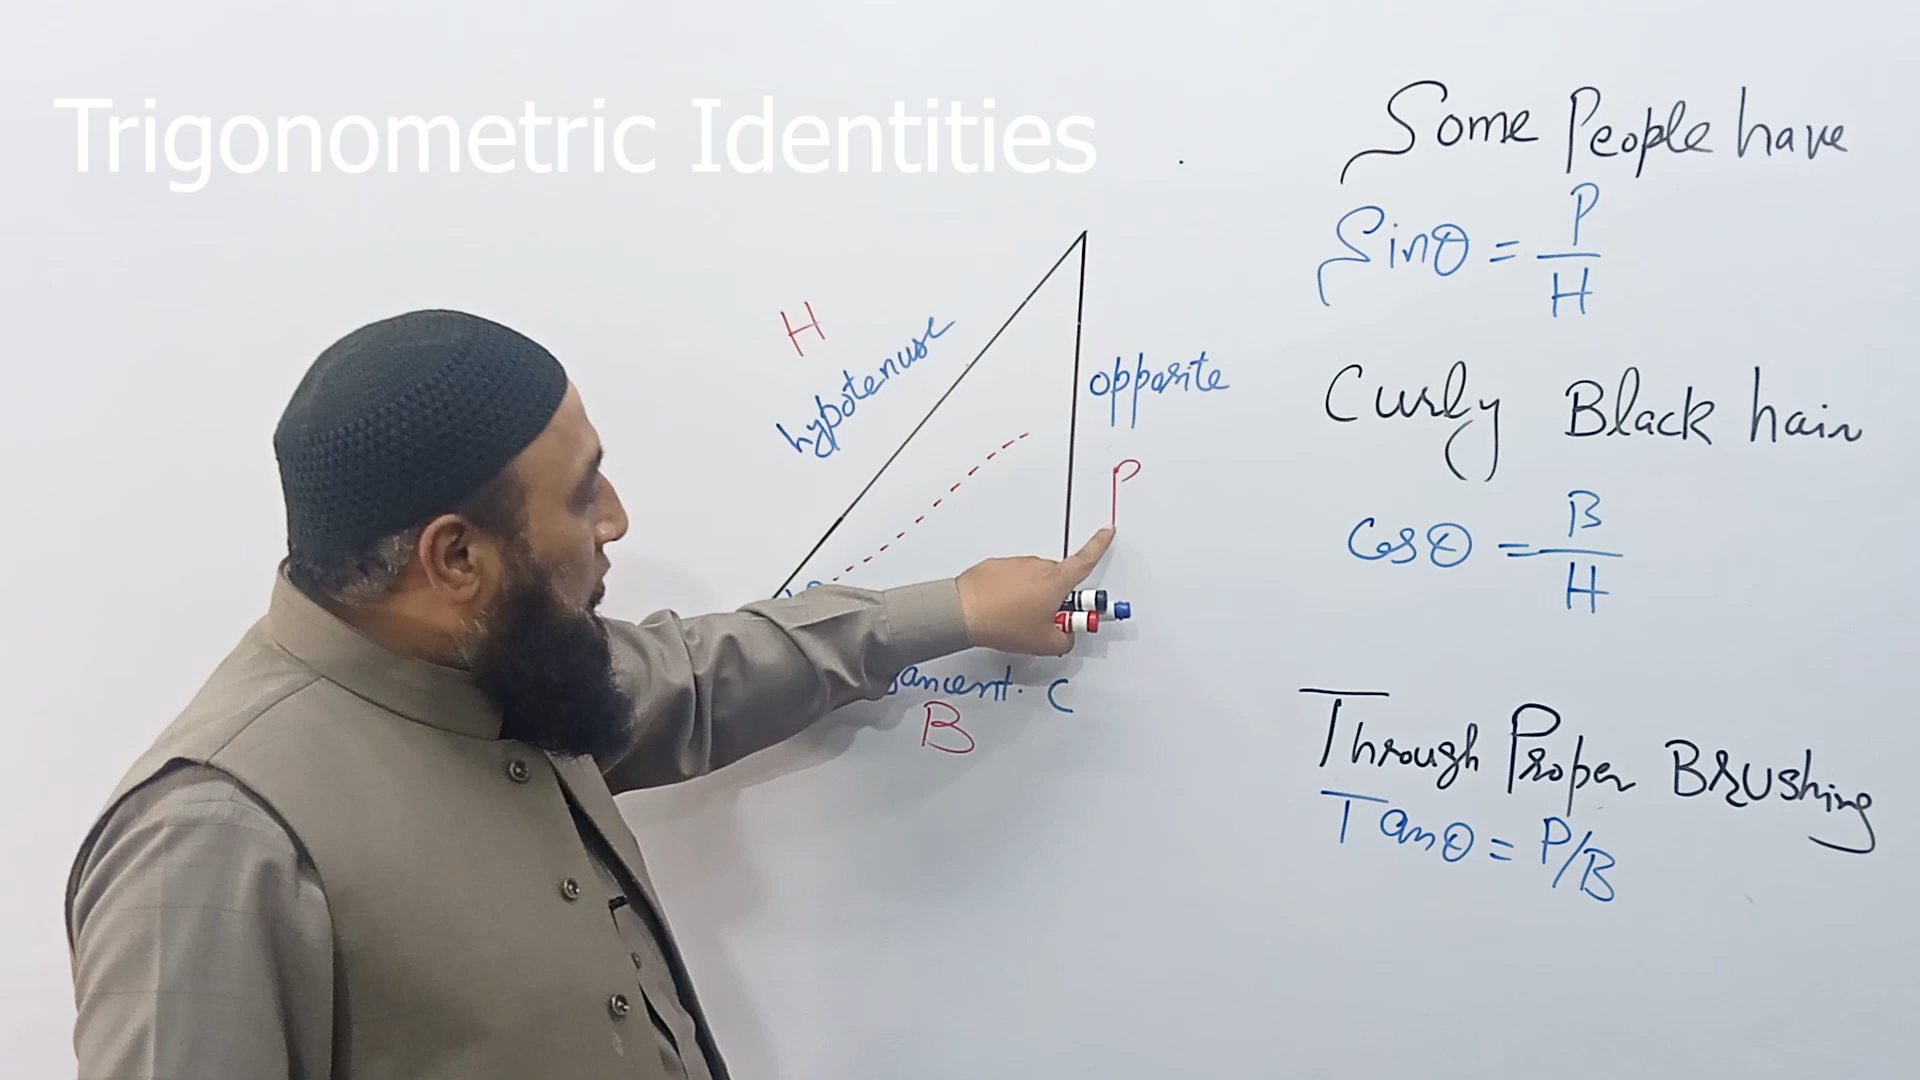 Trigonometric Identities
Some People have
Sinθ = P/H
H
hypotenuse
opposite
P
Curly Black hair
Cosθ = B/H
C
B
Through Proper Brushing
Tanθ = P/B